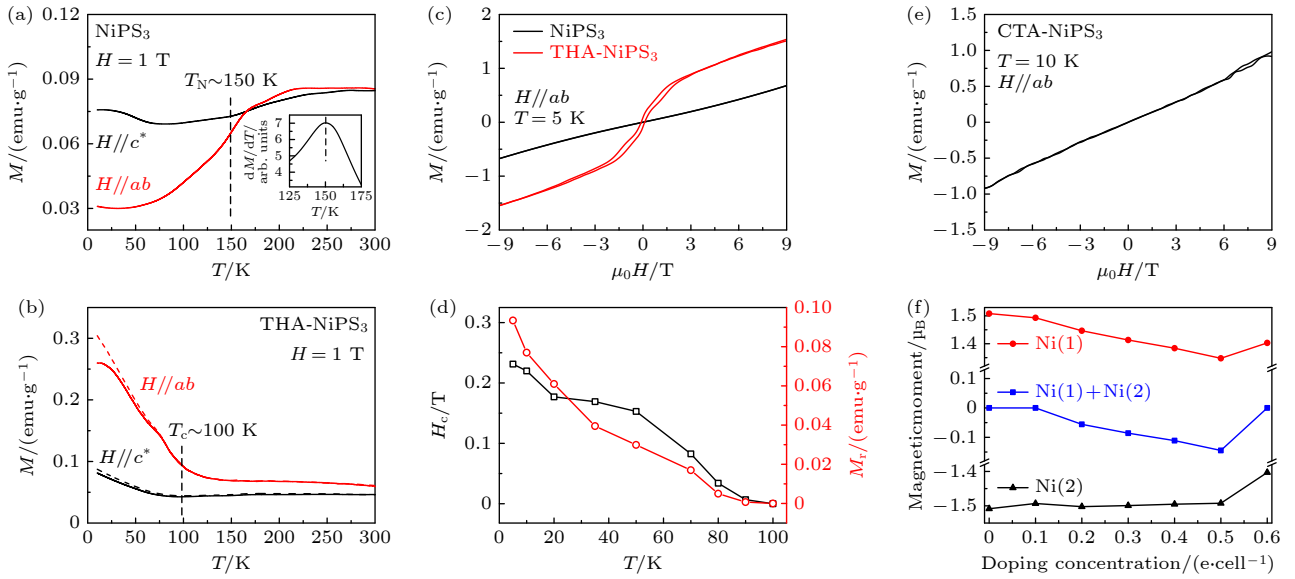 (a)
0.12
0.09
0.06
0.03
M/(emu·g⁻¹)
NiPS₃
H = 1 T
T_N~150 K
H//c*
H//ab
7
6
5
4
dM/dT/
arb. units
125 150 175
T/K
0 50 100 150 200 250 300
T/K
(b)
0.3
0.2
0.1
0
M/(emu·g⁻¹)
THA-NiPS₃
H = 1 T
H//ab
T_c~100 K
H//c*
0 50 100 150 200 250 300
T/K
(c)
2
1
0
−1
−2
M/(emu·g⁻¹)
NiPS₃
THA-NiPS₃
H//ab
T = 5 K
−9 −6 −3 0 3 6 9
μ₀H/T
(d)
0.3
0.2
0.1
0
H_c/T
0.10
0.08
0.06
0.04
0.02
0
M_r/(emu·g⁻¹)
0 20 40 60 80 100
T/K
(e)
1.5
1.0
0.5
0
−0.5
−1.0
−1.5
M/(emu·g⁻¹)
CTA-NiPS₃
T = 10 K
H//ab
−9 −6 −3 0 3 6 9
μ₀H/T
(f)
1.5
1.4
0.1
0
−0.1
−1.4
−1.5
Magneticmoment/μ_B
Ni(1)
Ni(1)+Ni(2)
Ni(2)
0 0.1 0.2 0.3 0.4 0.5 0.6
Doping concentration/(e·cell⁻¹)